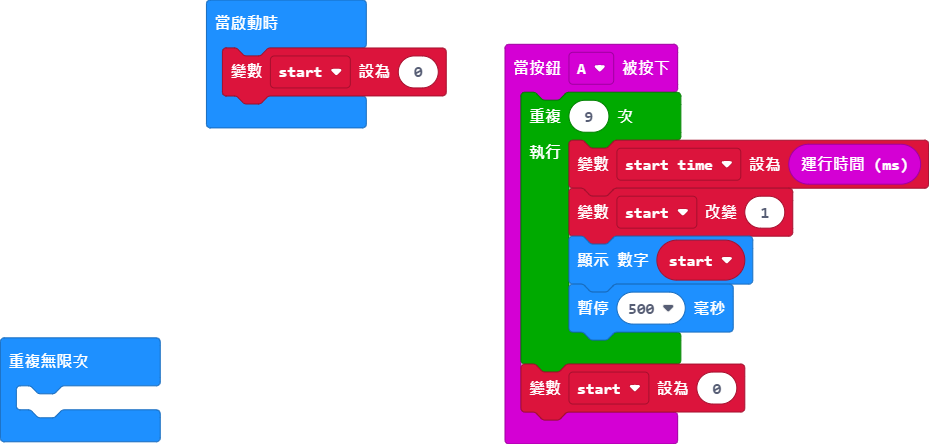 當啟動時
變數 start 設為 0
當按鈕 A 被按下
重複 9 次
執行
變數 start time 設為 運行時間 (ms)
變數 start 改變 1
顯示 數字 start
暫停 500 毫秒
變數 start 設為 0
重複無限次